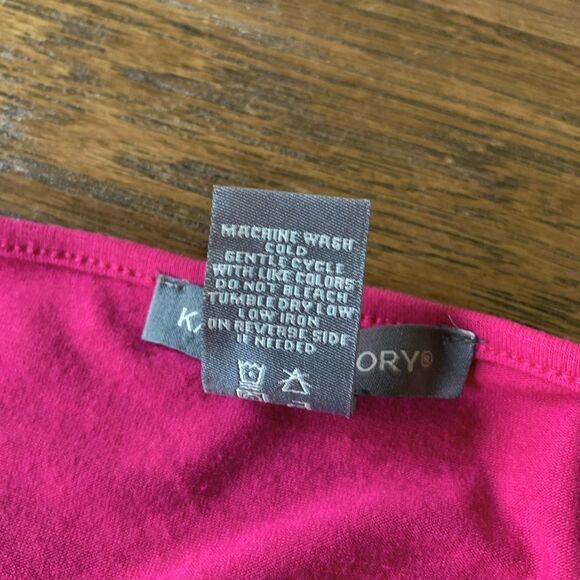 MACHINE WASH
COLD
GENTLE CYCLE
WITH LIKE COLORS
DO NOT BLEACH
TUMBLE DRY LOW
LOW IRON
ON REVERSE SIDE
IF NEEDED
ORY®